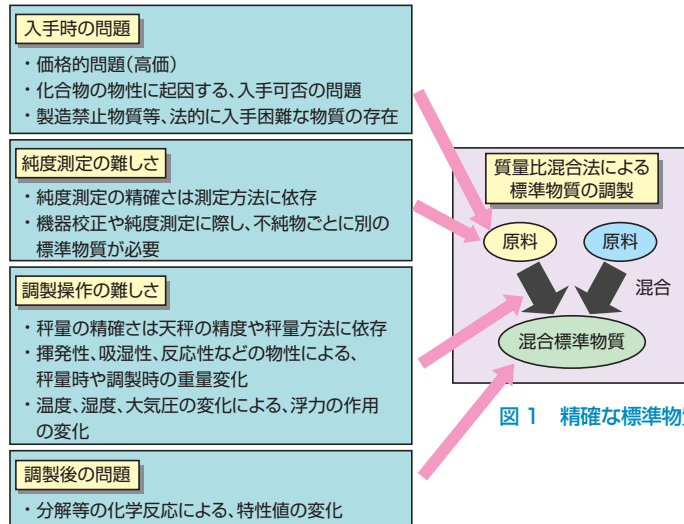 入手時の問題
・価格的問題(高価)
・化合物の物性に起因する、入手可否の問題
・製造禁止物質等、法的に入手困難な物質の存在
純度測定の難しさ
・純度測定の精確さは測定方法に依存
・機器校正や純度測定に際し、不純物ごとに別の
標準物質が必要
調製操作の難しさ
・秤量の精確さは天秤の精度や秤量方法に依存
・揮発性、吸湿性、反応性などの物性による、
秤量時や調製時の重量変化
・温度、湿度、大気圧の変化による、浮力の作用
の変化
調製後の問題
・分解等の化学反応による、特性値の変化
質量比混合法による
標準物質の調製
原料
原料
混合
混合標準物質
図 1 精確な標準物